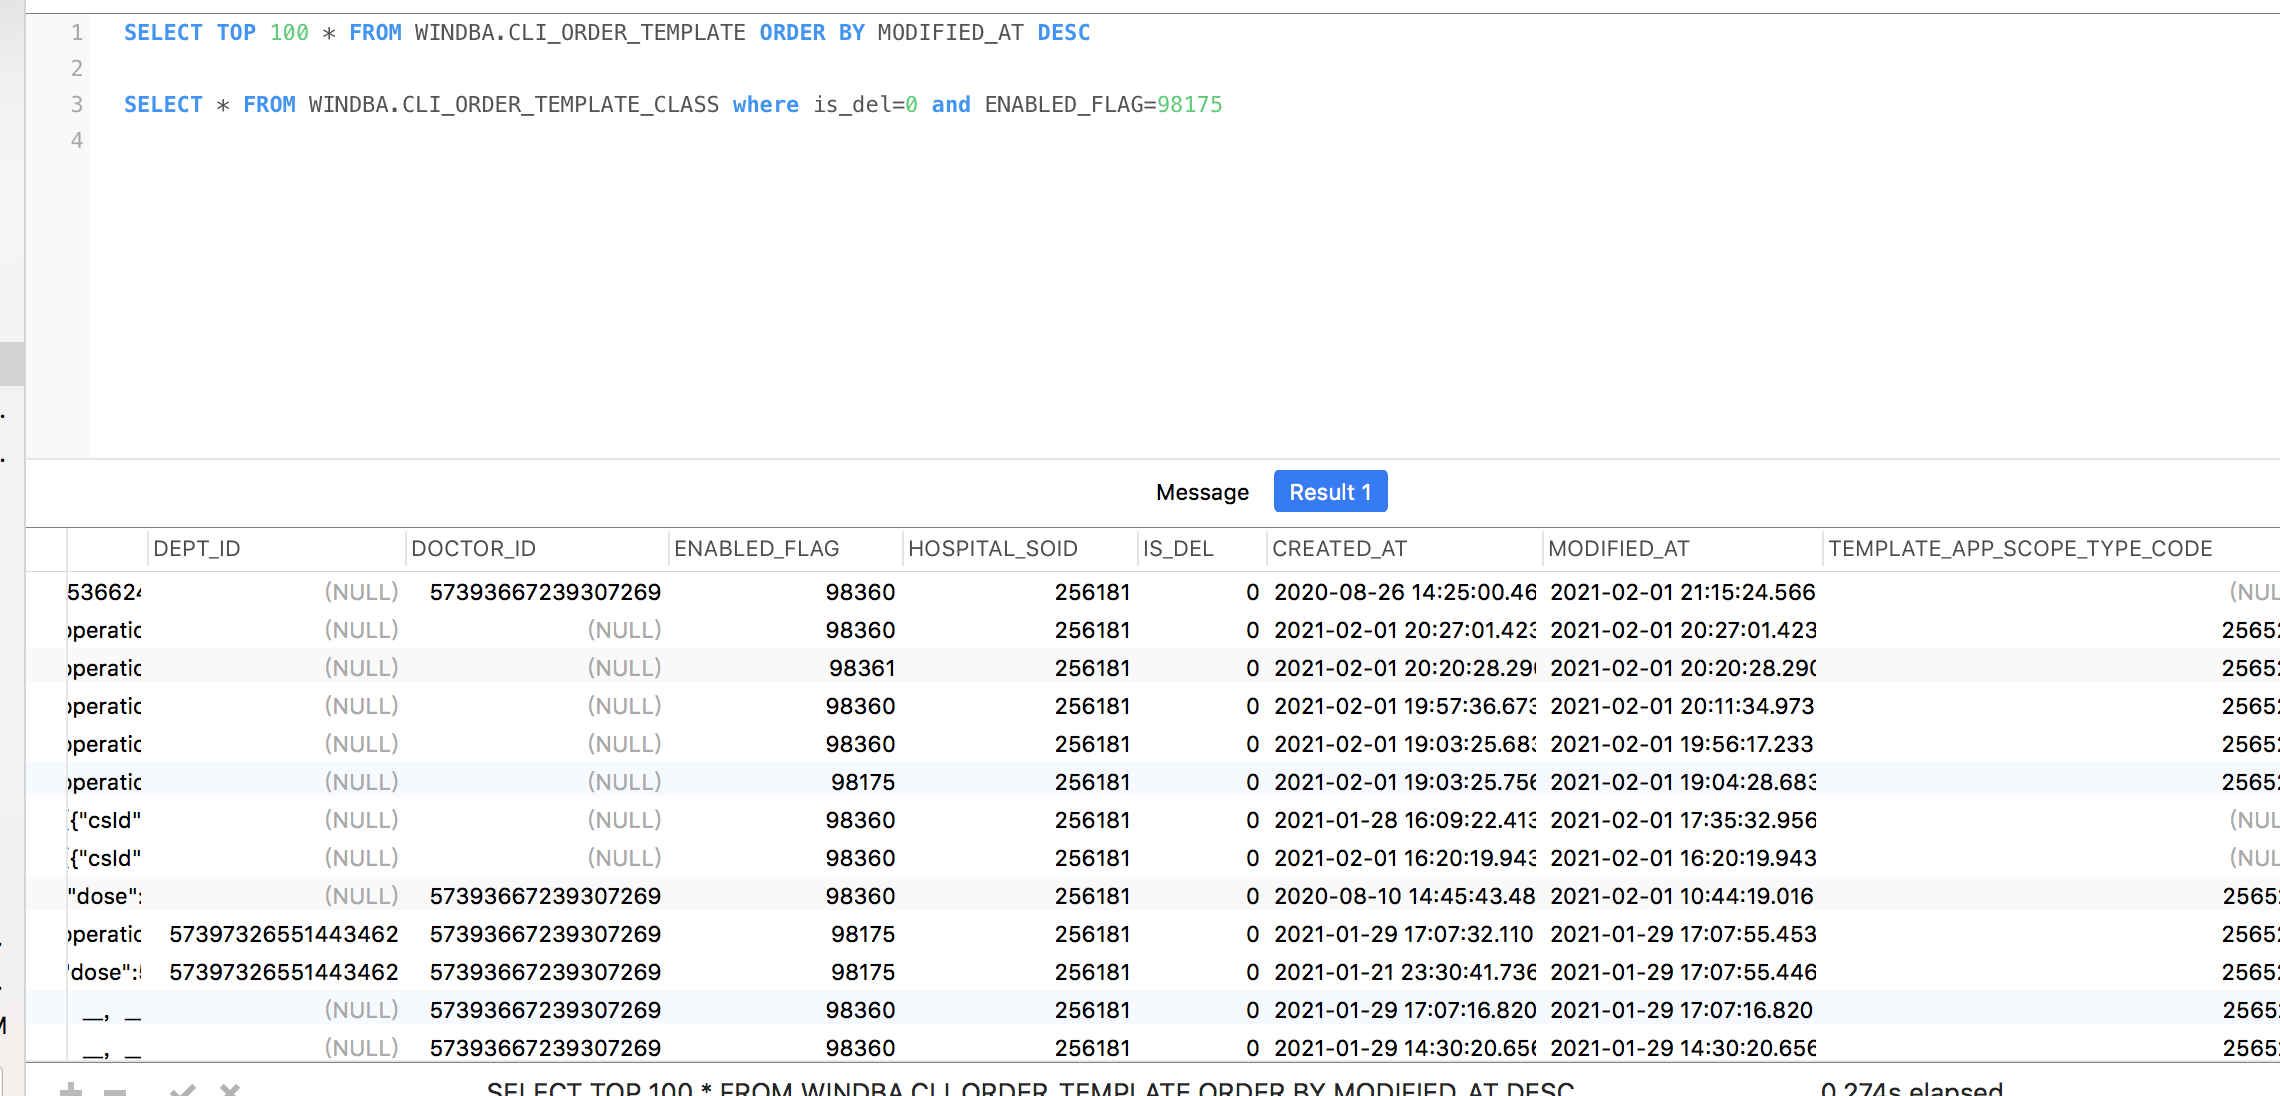 1 SELECT TOP 100 * FROM WINDBA.CLI_ORDER_TEMPLATE ORDER BY MODIFIED_AT DESC
2
3 SELECT * FROM WINDBA.CLI_ORDER_TEMPLATE_CLASS where is_del=0 and ENABLED_FLAG=98175
4
Message Result 1
DEPT_ID DOCTOR_ID ENABLED_FLAG HOSPITAL_SOID IS_DEL CREATED_AT MODIFIED_AT TEMPLATE_APP_SCOPE_TYPE_CODE
53662 (NULL) 57393667239307269 98360 256181 0 2020-08-26 14:25:00.46 2021-02-01 21:15:24.566 (NUL
peratic (NULL) (NULL) 98360 256181 0 2021-02-01 20:27:01.423 2021-02-01 20:27:01.423 2565
peratic (NULL) (NULL) 98361 256181 0 2021-02-01 20:20:28.290 2021-02-01 20:20:28.290 2565
peratic (NULL) (NULL) 98360 256181 0 2021-02-01 19:57:36.673 2021-02-01 20:11:34.973 2565
peratic (NULL) (NULL) 98360 256181 0 2021-02-01 19:03:25.683 2021-02-01 19:56:17.233 2565
peratic (NULL) (NULL) 98175 256181 0 2021-02-01 19:03:25.756 2021-02-01 19:04:28.683 2565
{"csId" (NULL) (NULL) 98360 256181 0 2021-01-28 16:09:22.413 2021-02-01 17:35:32.956 (NUL
{"csId" (NULL) (NULL) 98360 256181 0 2021-02-01 16:20:19.943 2021-02-01 16:20:19.943 (NUL
"dose": (NULL) 57393667239307269 98360 256181 0 2020-08-10 14:45:43.48 2021-02-01 10:44:19.016 2565
peratic 57397326551443462 57393667239307269 98175 256181 0 2021-01-29 17:07:32.110 2021-01-29 17:07:55.453 2565
"dose": 57397326551443462 57393667239307269 98175 256181 0 2021-01-21 23:30:41.736 2021-01-29 17:07:55.446 2565
__, __ (NULL) 57393667239307269 98360 256181 0 2021-01-29 17:07:16.820 2021-01-29 17:07:16.820 2565
__, __ (NULL) 57393667239307269 98360 256181 0 2021-01-29 14:30:20.656 2021-01-29 14:30:20.656 2565
SELECT TOP 100 * FROM WINDBA.CLI_ORDER_TEMPLATE ORDER BY MODIFIED_AT DESC 0.274s elapsed